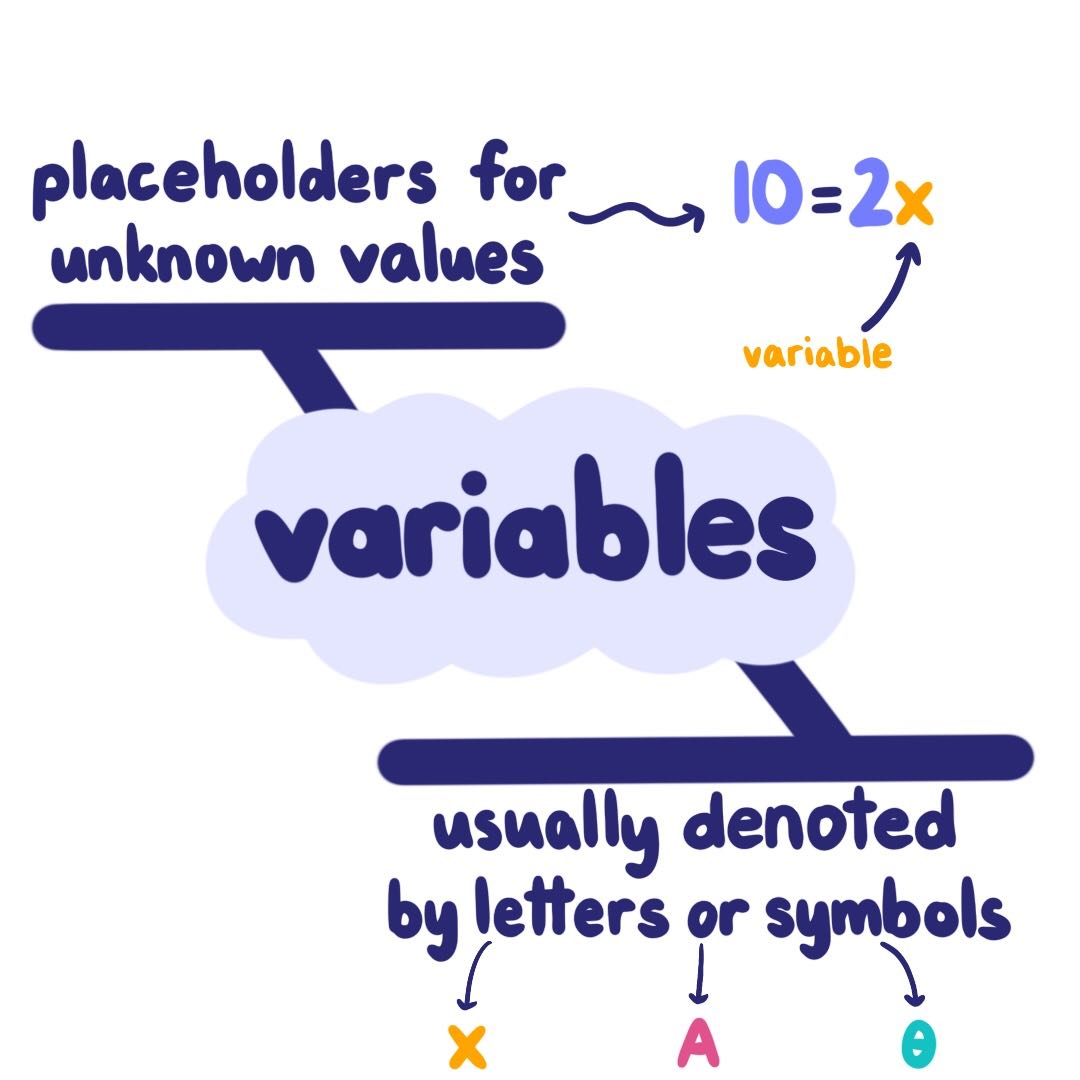 placeholders for
unknown values
10=2x
variable
variables
usually denoted
by letters or symbols
x A θ